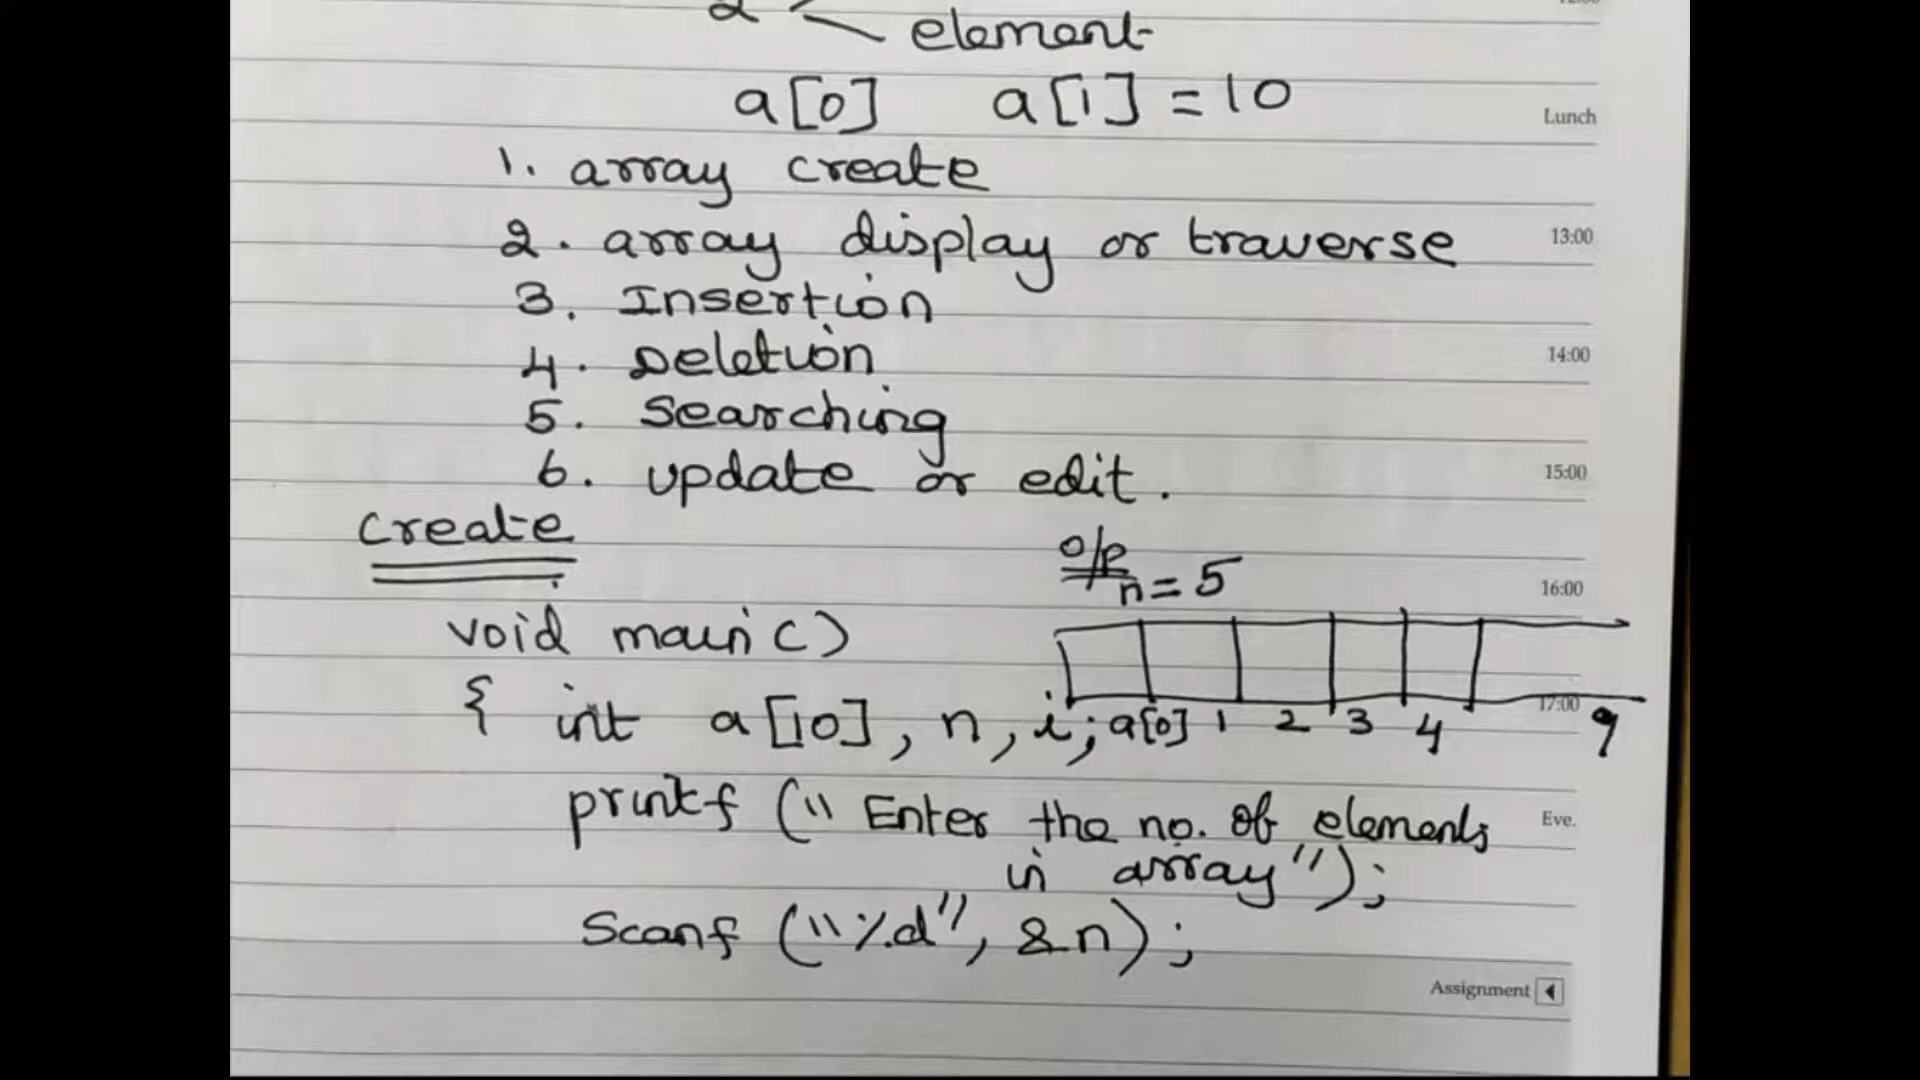 element
a[0] a[1] = 10
Lunch
1. array create
2. array display or traverse
13:00
3. Insertion
4. Deletion
14:00
5. Searching
6. update or edit.
15:00
create
o/p
n = 5
16:00
void main()
{ int a[10], n, i;
a[0] 1 2 3 4 9
17:00
printf (" Enter the no. of elements
Eve.
in array");
Scanf ("%d", &n);
Assignment